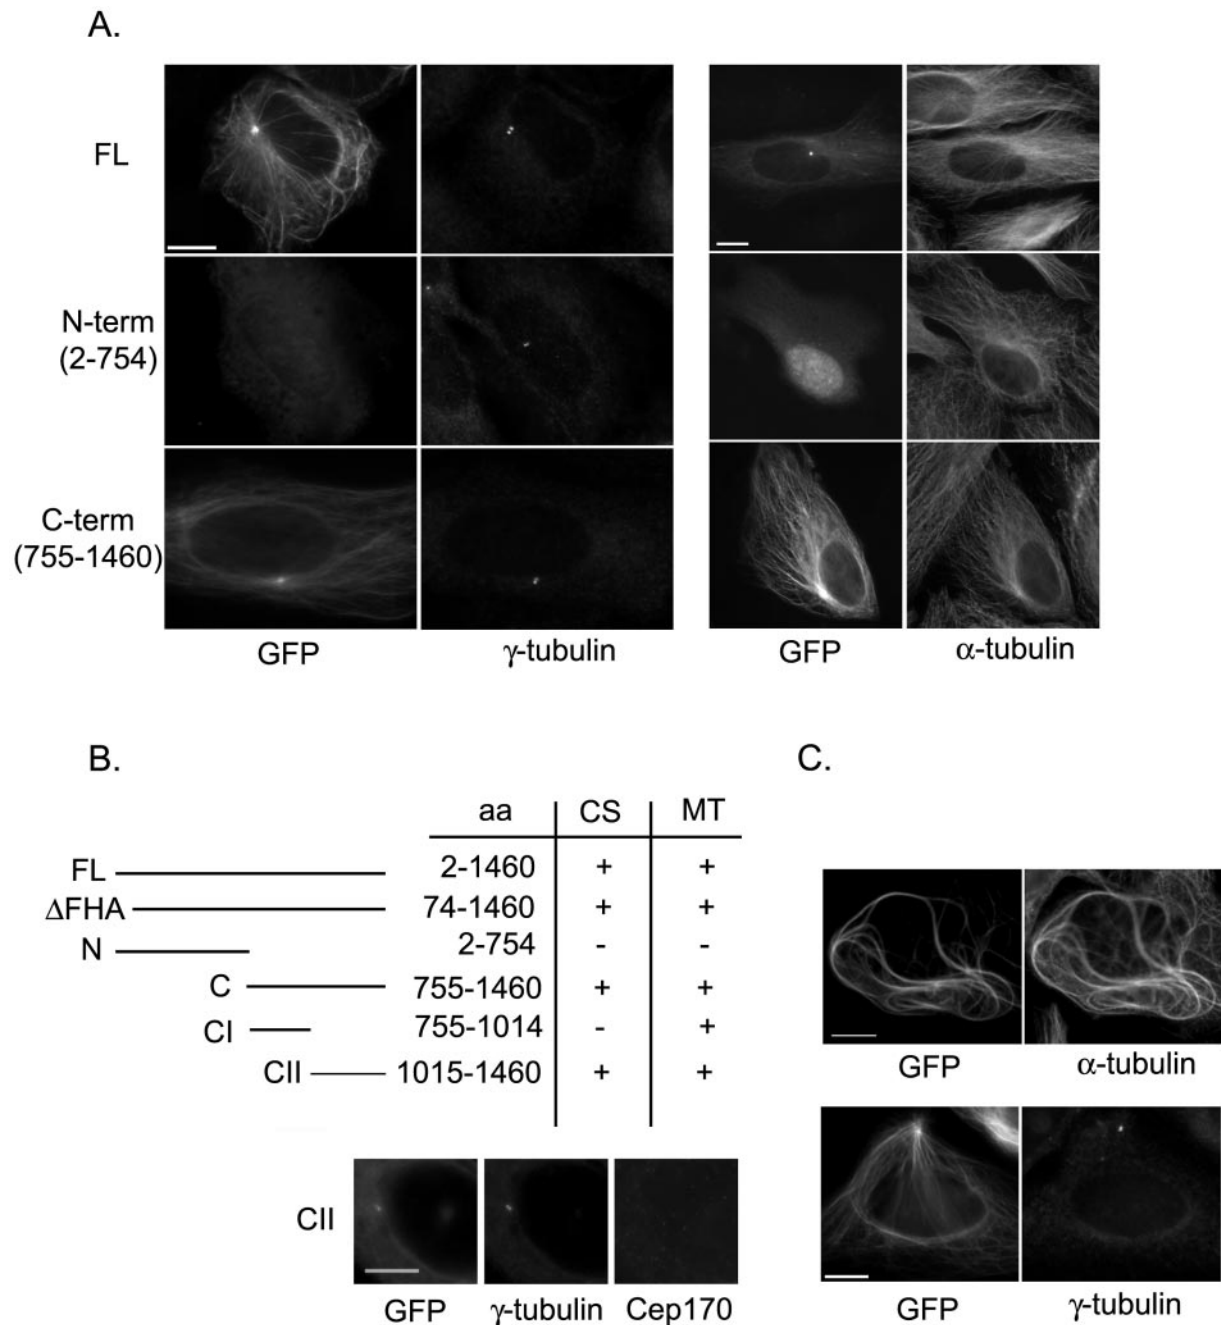 A.
FL
N-term
(2-754)
C-term
(755-1460)
GFP
γ-tubulin
GFP
α-tubulin
B.
aa CS MT
FL 2-1460 + +
ΔFHA 74-1460 + +
N 2-754 - -
C 755-1460 + +
CI 755-1014 - +
CII 1015-1460 + +
CII
GFP γ-tubulin Cep170
C.
GFP α-tubulin
GFP γ-tubulin